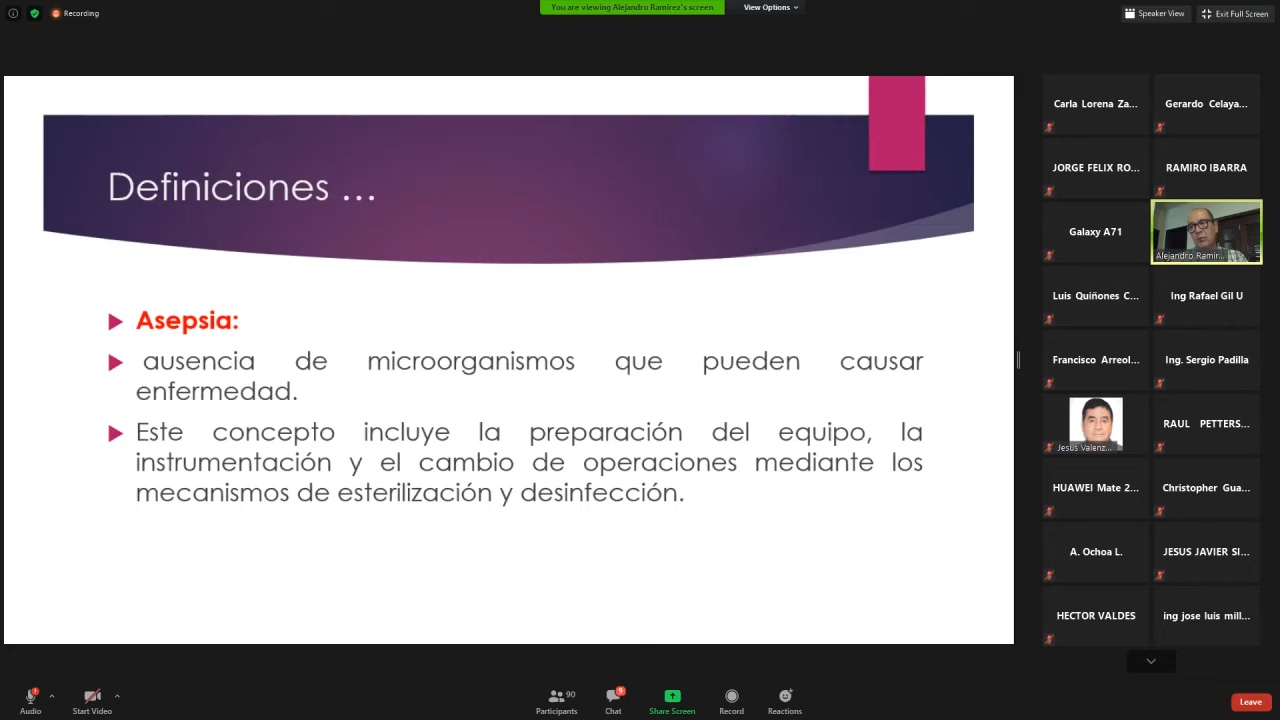 Recording
You are viewing Alejandro Ramirez's screen
View Options
Speaker View
Exit Full Screen
Definiciones ...
Asepsia:
ausencia de microorganismos que pueden causar
enfermedad.
Este concepto incluye la preparación del equipo, la
instrumentación y el cambio de operaciones mediante los
mecanismos de esterilización y desinfección.
Carla Lorena Za...
Gerardo Celaya...
JORGE FELIX RO...
RAMIRO IBARRA
Galaxy A71
Alejandro Ramir...
Luis Quiñones C...
Ing Rafael Gil U
Francisco Arreol...
Ing. Sergio Padilla
Jesús Valenz...
RAUL PETTERS...
HUAWEI Mate 2...
Christopher Gua...
A. Ochoa L.
JESUS JAVIER SI...
HECTOR VALDES
ing jose luis mill...
Audio
Start Video
90
Participants
9
Chat
Share Screen
Record
Reactions
Leave